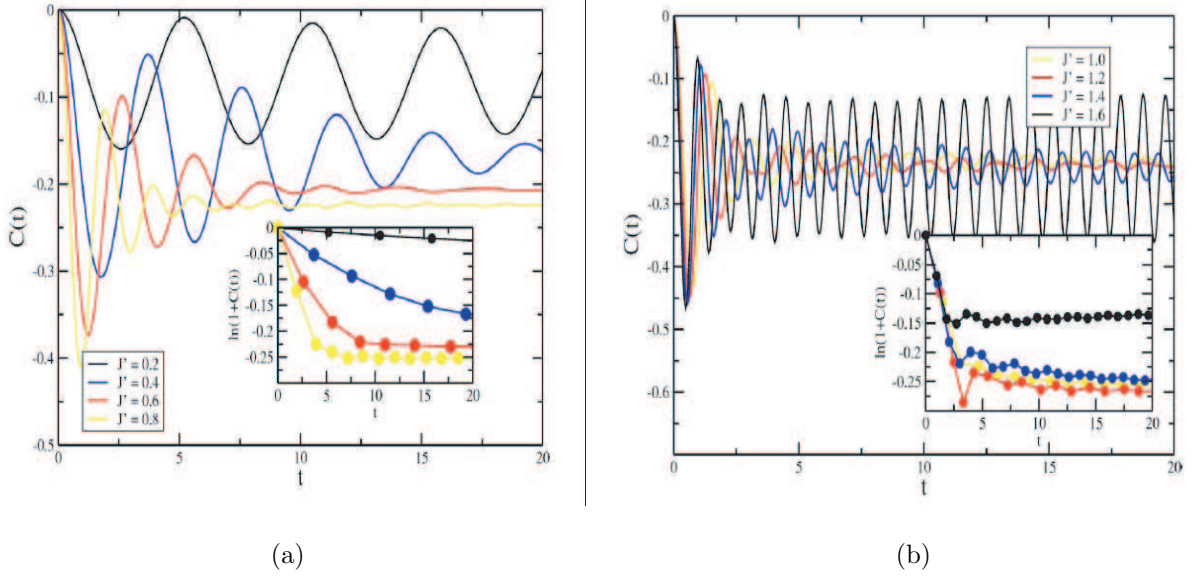 0
-0.1
-0.2
-0.3
-0.4
-0.5
C(t)
0
5
10
15
20
t
J' = 0.2
J' = 0.4
J' = 0.6
J' = 0.8
0
-0.05
-0.1
-0.15
-0.2
-0.25
ln(1+C(t))
0
5
10
15
20
t
(a)
0
-0.1
-0.2
-0.3
-0.4
-0.5
-0.6
C(t)
0
5
10
15
20
t
J' = 1.0
J' = 1.2
J' = 1.4
J' = 1.6
0
-0.05
-0.1
-0.15
-0.2
-0.25
ln(1+C(t))
0
5
10
15
20
t
(b)